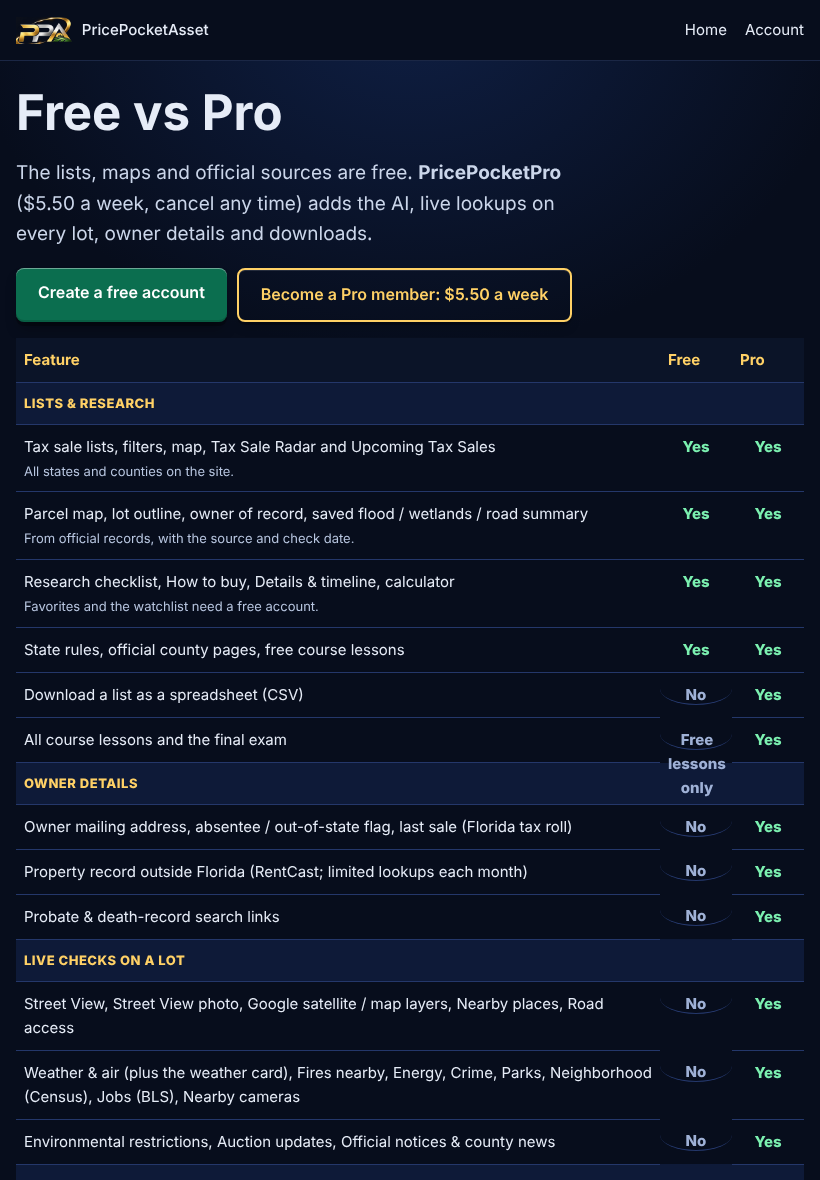 PPA
PricePocketAsset
Home
Account
Free vs Pro
The lists, maps and official sources are free. PricePocketPro
($5.50 a week, cancel any time) adds the AI, live lookups on
every lot, owner details and downloads.
Create a free account
Become a Pro member: $5.50 a week
Feature Free Pro
LISTS & RESEARCH
Tax sale lists, filters, map, Tax Sale Radar and Upcoming Tax Sales Yes Yes
All states and counties on the site.
Parcel map, lot outline, owner of record, saved flood / wetlands / road summary Yes Yes
From official records, with the source and check date.
Research checklist, How to buy, Details & timeline, calculator Yes Yes
Favorites and the watchlist need a free account.
State rules, official county pages, free course lessons Yes Yes
Download a list as a spreadsheet (CSV) No Yes
All course lessons and the final exam Free Yes
lessons
only
OWNER DETAILS
Owner mailing address, absentee / out-of-state flag, last sale (Florida tax roll) No Yes
Property record outside Florida (RentCast; limited lookups each month) No Yes
Probate & death-record search links No Yes
LIVE CHECKS ON A LOT
Street View, Street View photo, Google satellite / map layers, Nearby places, Road No Yes
access
Weather & air (plus the weather card), Fires nearby, Energy, Crime, Parks, Neighborhood No Yes
(Census), Jobs (BLS), Nearby cameras
Environmental restrictions, Auction updates, Official notices & county news No Yes